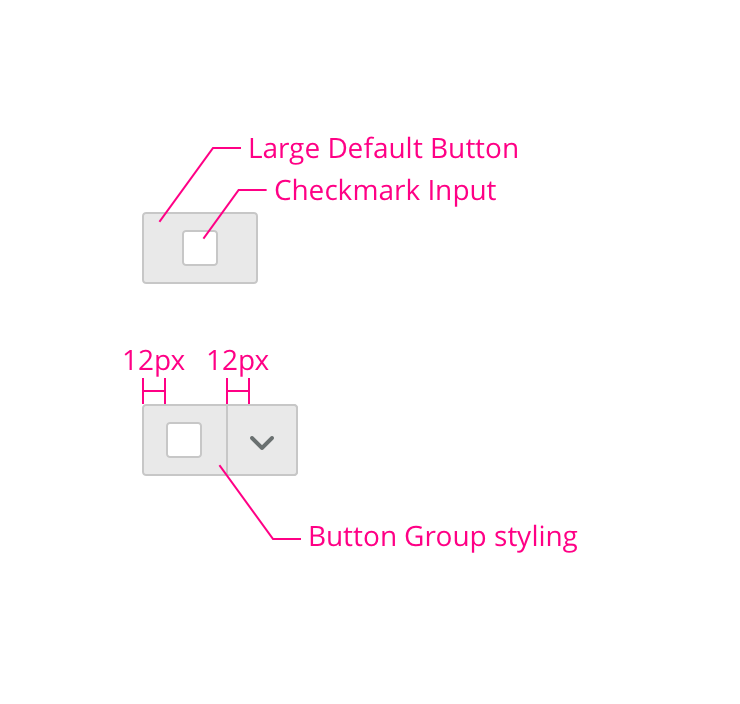 Large Default Button
Checkmark Input
12px 12px
Button Group styling